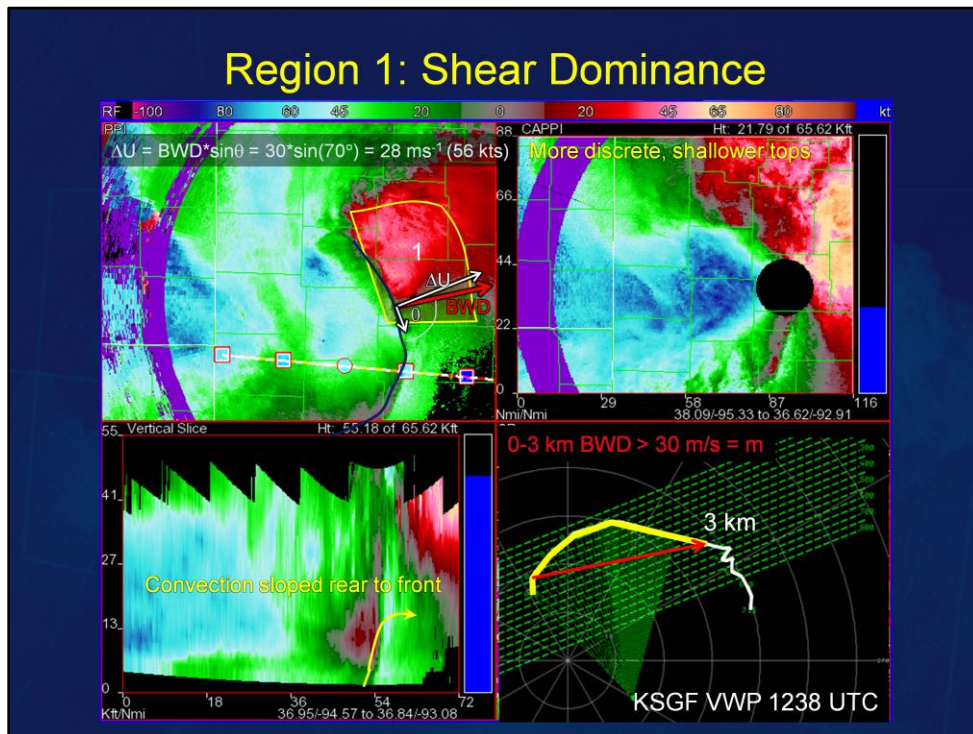 Region 1: Shear Dominance
RF -100 80 60 45 20 0 20 45 60 80 kt
PPI
ΔU = BWD*sinθ = 30*sin(70°) = 28 ms⁻¹ (56 kts)
1
ΔU
BWD
θ
CAPPI Ht: 21.79 of 65.62 Kft
More discrete, shallower tops
88
66
44
22
0
0 29 58 87 116
Nmi/Nmi 38.09/-95.33 to 36.62/-92.91
Vertical Slice Ht: 55.18 of 65.62 Kft
55
41
27
13
0
Convection sloped rear to front
0 18 36 54 72
Kft/Nmi 36.95/-94.57 to 36.84/-93.08
0-3 km BWD > 30 m/s = m
3 km
KSGF VWP 1238 UTC